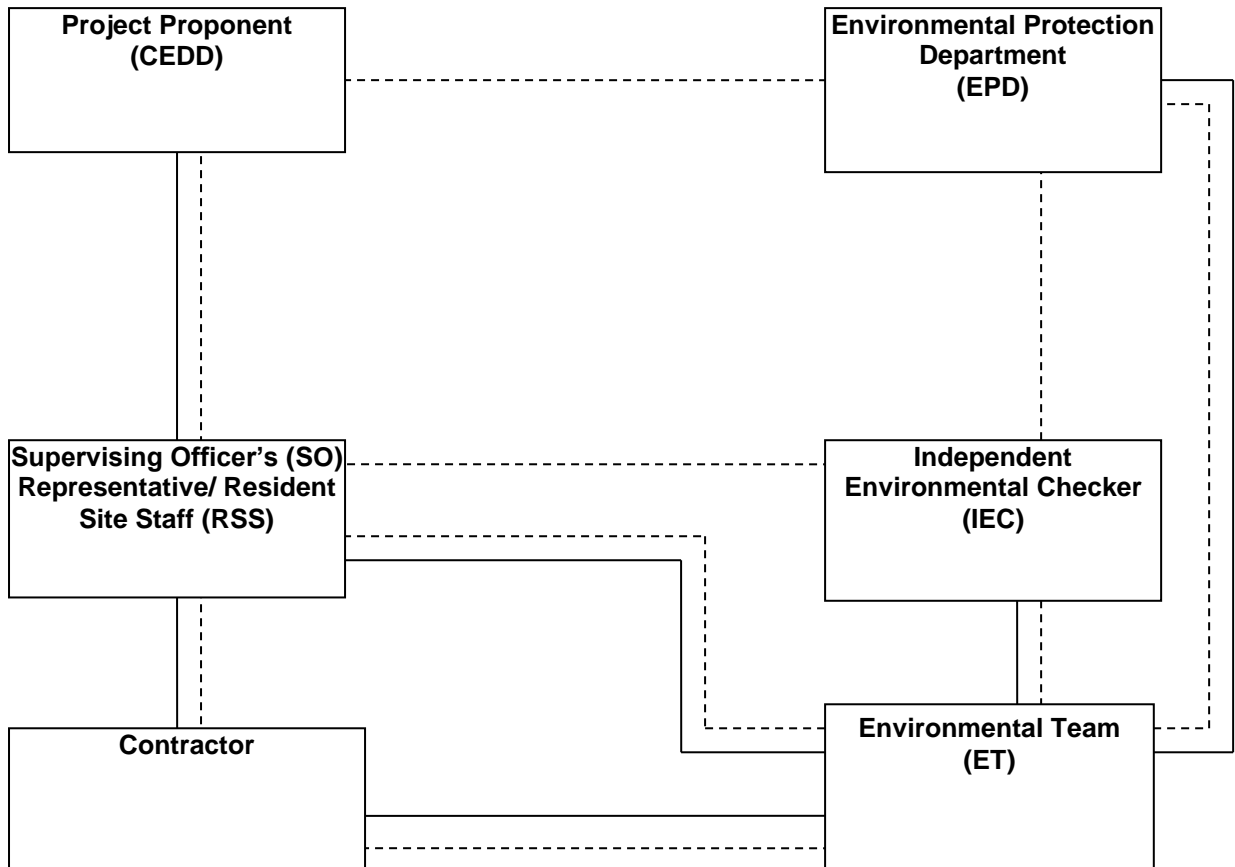 Project Proponent
(CEDD)
Environmental Protection
Department
(EPD)
Supervising Officer's (SO)
Representative/ Resident
Site Staff (RSS)
Independent
Environmental Checker
(IEC)
Contractor
Environmental Team
(ET)